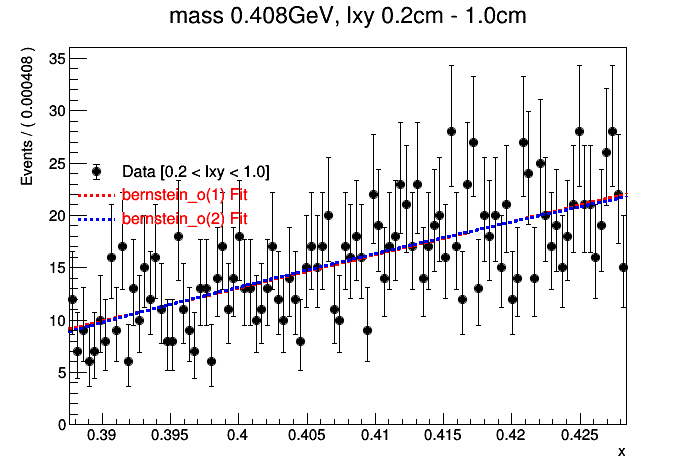 mass 0.408GeV, lxy 0.2cm - 1.0cm
Events / ( 0.000408 )
35
30
25
20
15
10
5
0
Data [0.2 < lxy < 1.0]
bernstein_o(1) Fit
bernstein_o(2) Fit
0.39 0.395 0.4 0.405 0.41 0.415 0.42 0.425
x